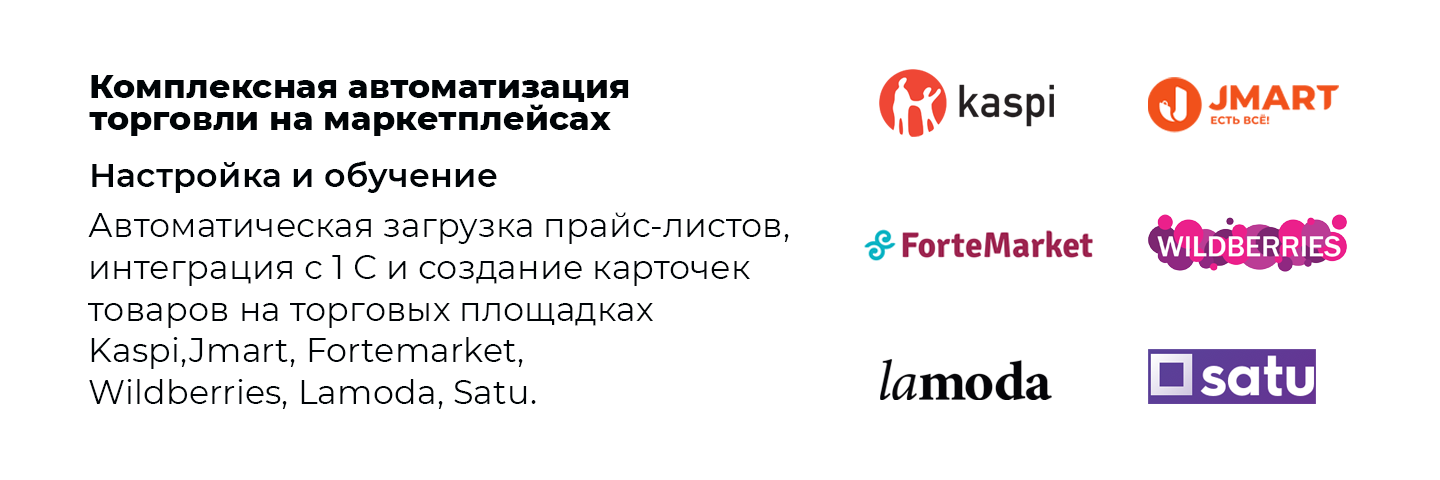 Комплексная автоматизация
торговли на маркетплейсах
Настройка и обучение
Автоматическая загрузка прайс-листов,
интеграция с 1 С и создание карточек
товаров на торговых площадках
Kaspi,Jmart, Fortemarket,
Wildberries, Lamoda, Satu.
kaspi
JMART
ЕСТЬ ВСЁ!
ForteMarket
WILDBERRIES
lamoda
satu